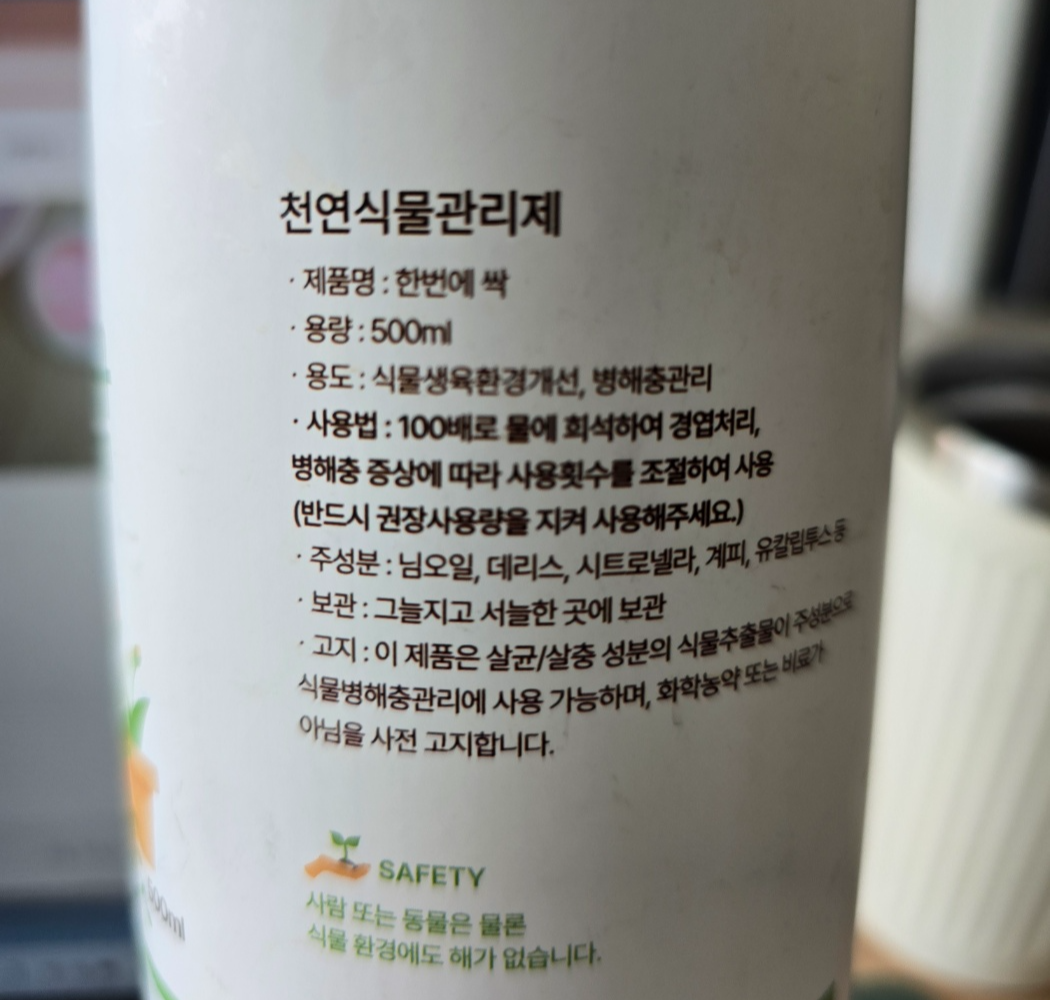 천연식물관리제
· 제품명 : 한번에 싹
· 용량 : 500ml
· 용도 : 식물생육환경개선, 병해충관리
· 사용법 : 100배로 물에 희석하여 경엽처리,
병해충 증상에 따라 사용횟수를 조절하여 사용
(반드시 권장사용량을 지켜 사용해주세요.)
· 주성분 : 님오일, 데리스, 시트로넬라, 계피, 유칼립투스 등
· 보관 : 그늘지고 서늘한 곳에 보관
· 고지 : 이 제품은 살균/살충 성분의 식물추출물이 주성분으로
식물병해충관리에 사용 가능하며, 화학농약 또는 비료가
아님을 사전 고지합니다.
SAFETY
사람 또는 동물은 물론
식물 환경에도 해가 없습니다.
500ml